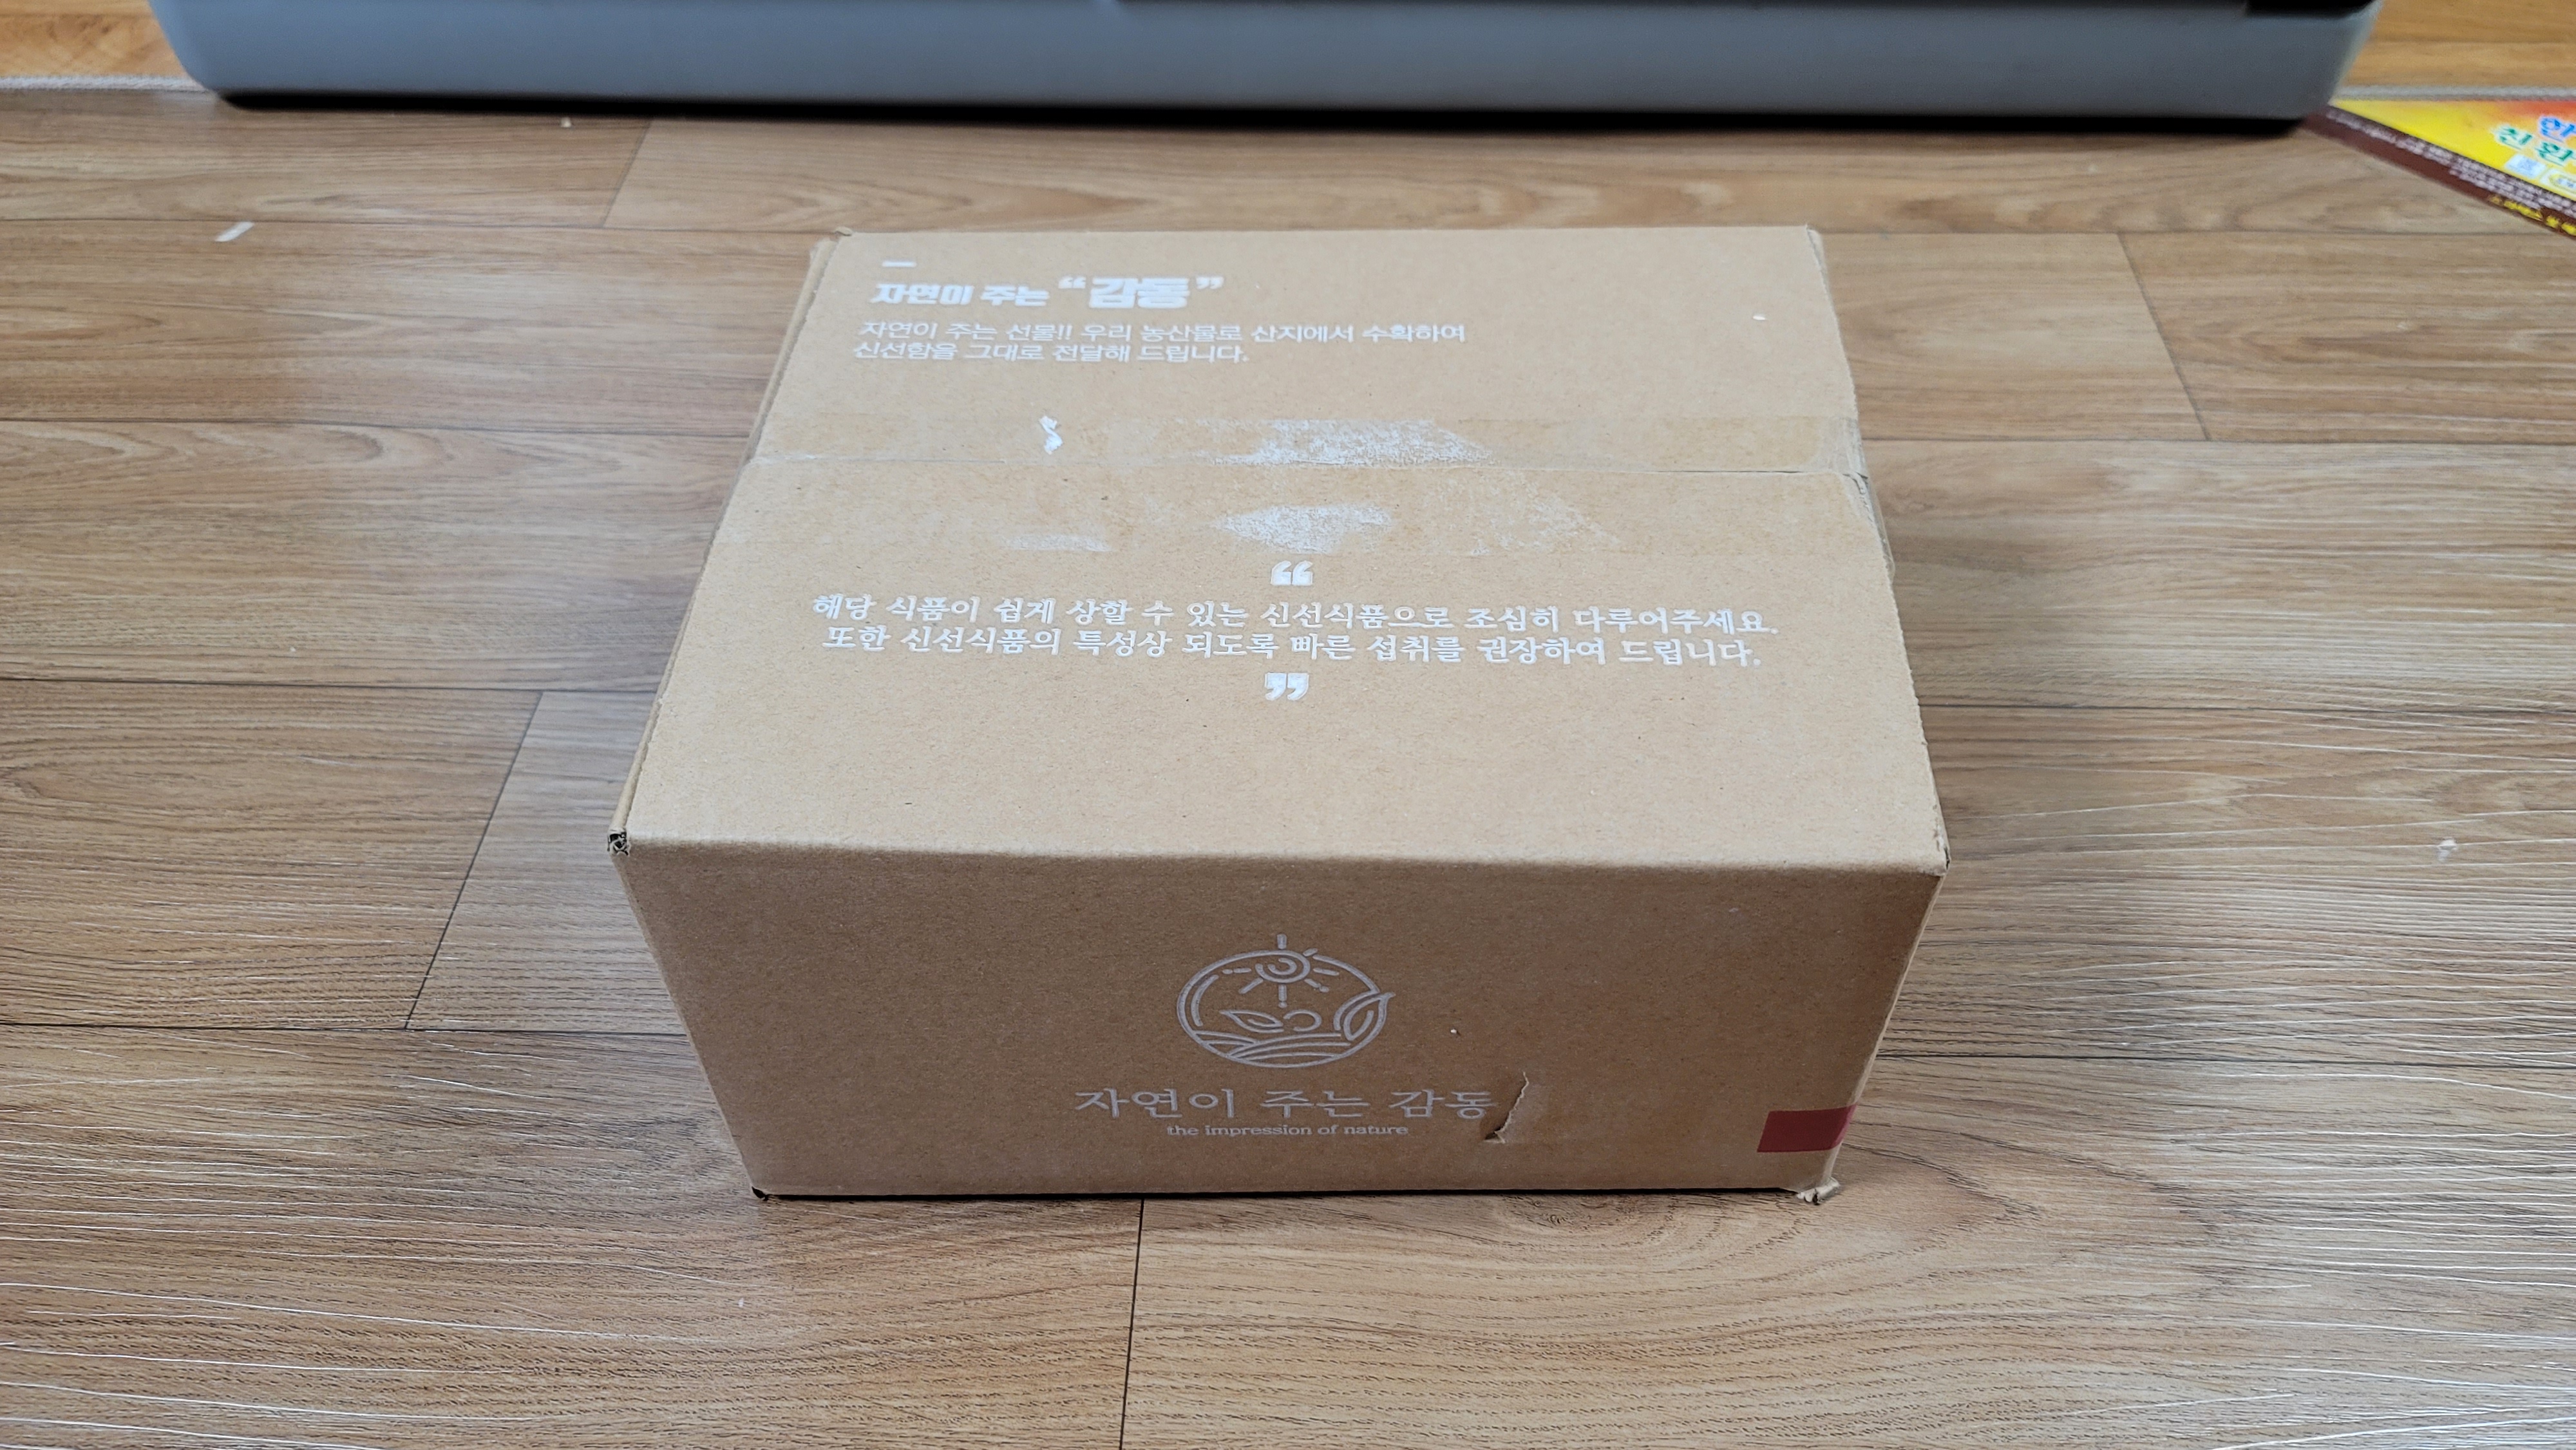 자연이 주는 “감동”
자연이 주는 선물!! 우리 농산물로 산지에서 수확하여
신선함을 그대로 전달해 드립니다.
“
해당 식품이 쉽게 상할 수 있는 신선식품으로 조심히 다루어주세요.
또한 신선식품의 특성상 되도록 빠른 섭취를 권장하여 드립니다.
”
자연이 주는 감동
the impression of nature